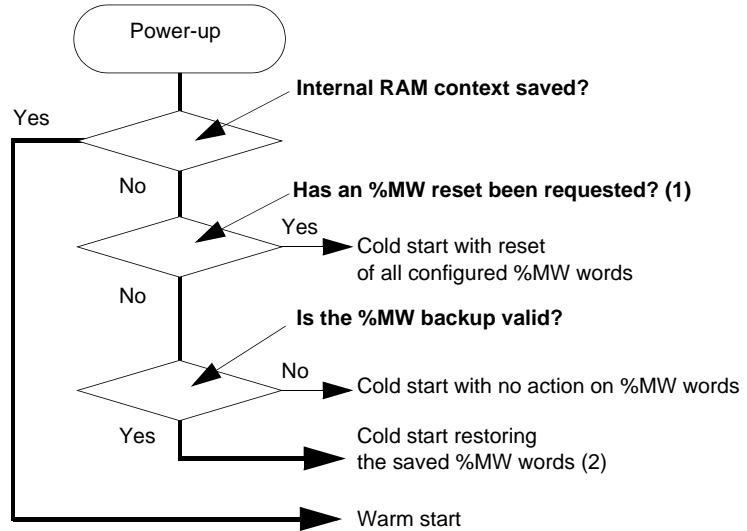 Power-up
Internal RAM context saved?
Yes
No
Has an %MW reset been requested? (1)
Yes
Cold start with reset
of all configured %MW words
No
Is the %MW backup valid?
No
Cold start with no action on %MW words
Yes
Cold start restoring
the saved %MW words (2)
Warm start